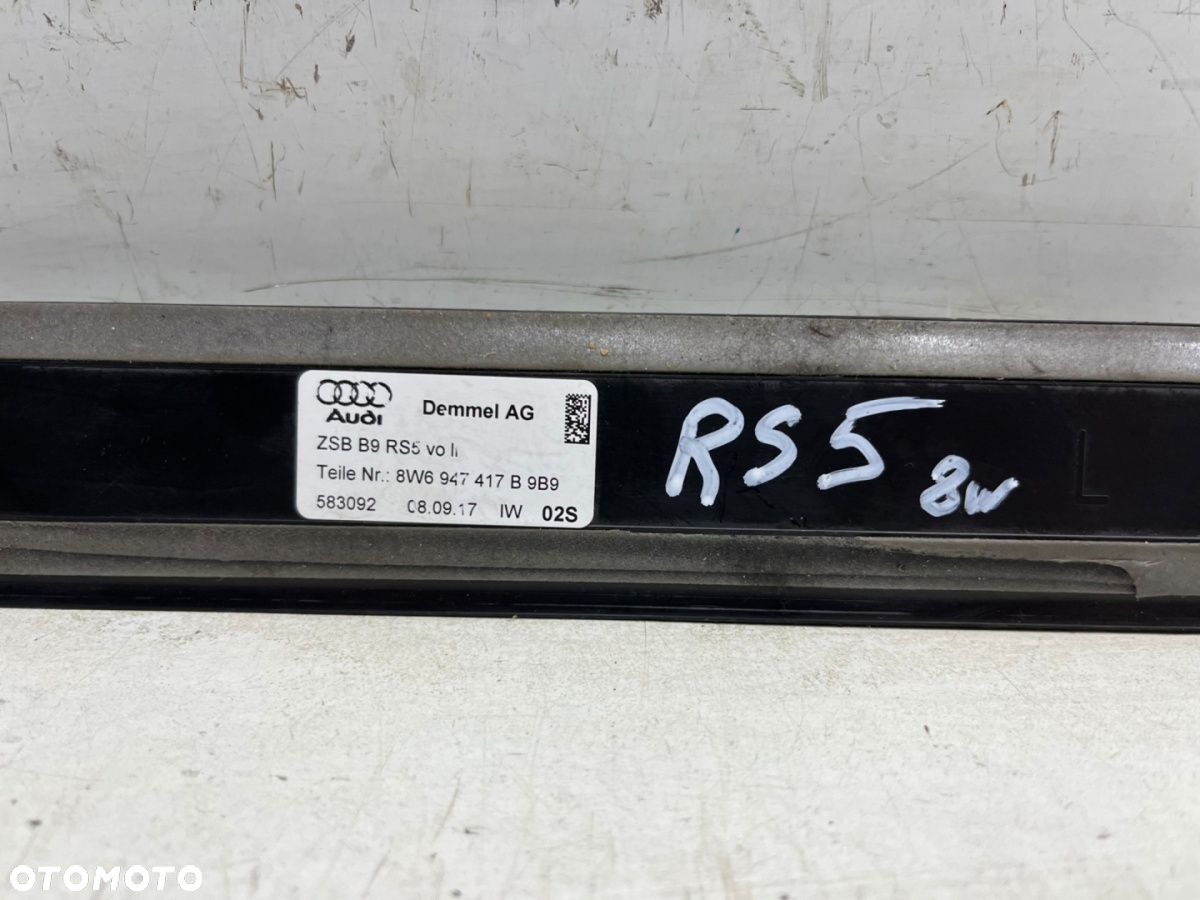 Audi
Demmel AG
ZSB B9 RS5 vo li
Teile Nr.: 8W6 947 417 B 9B9
583092 08.09.17 IW 02S
RS5 8W
L
OTOMOTO